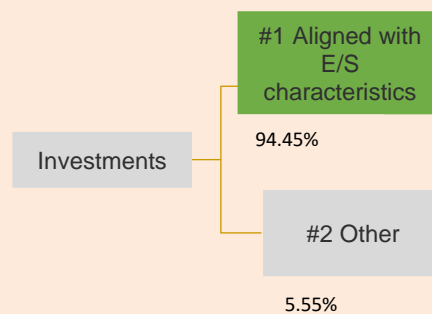 #1 Aligned with
E/S
characteristics
94.45%
Investments
#2 Other
5.55%